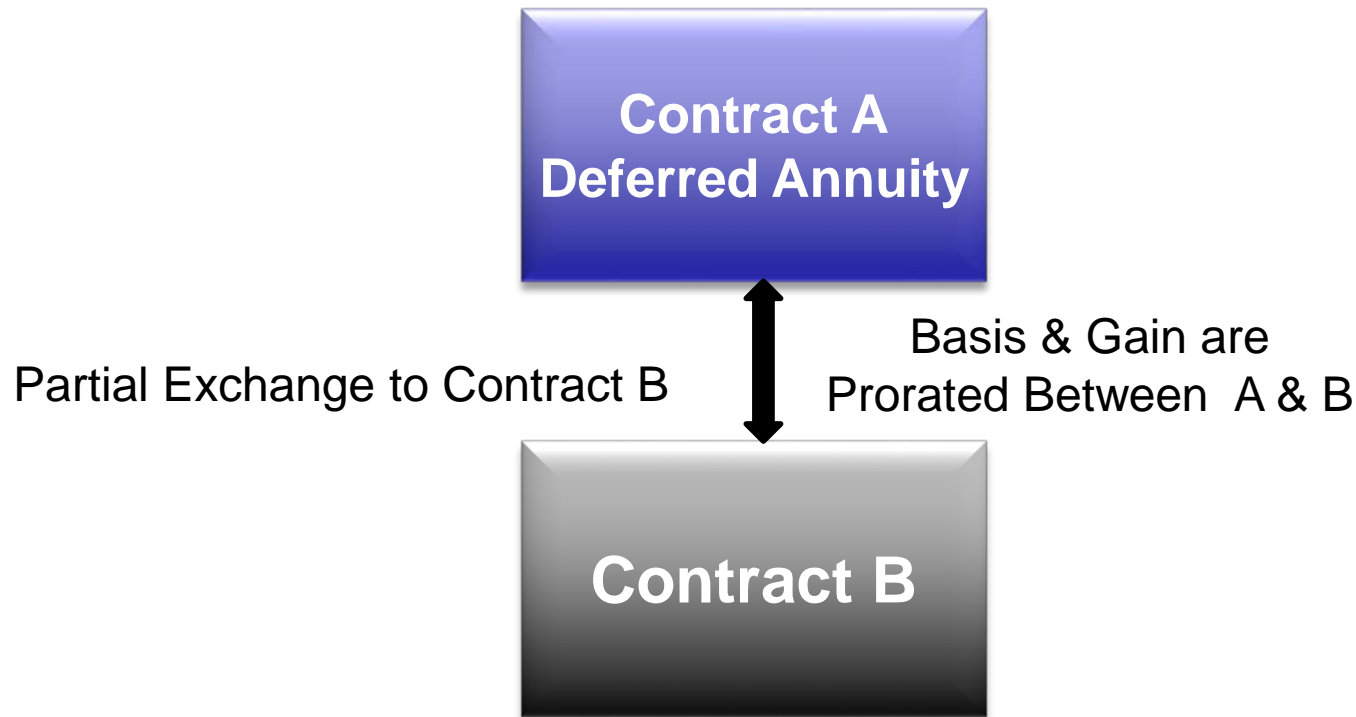 Contract A
Deferred Annuity
Partial Exchange to Contract B
Basis & Gain are
Prorated Between A & B
Contract B